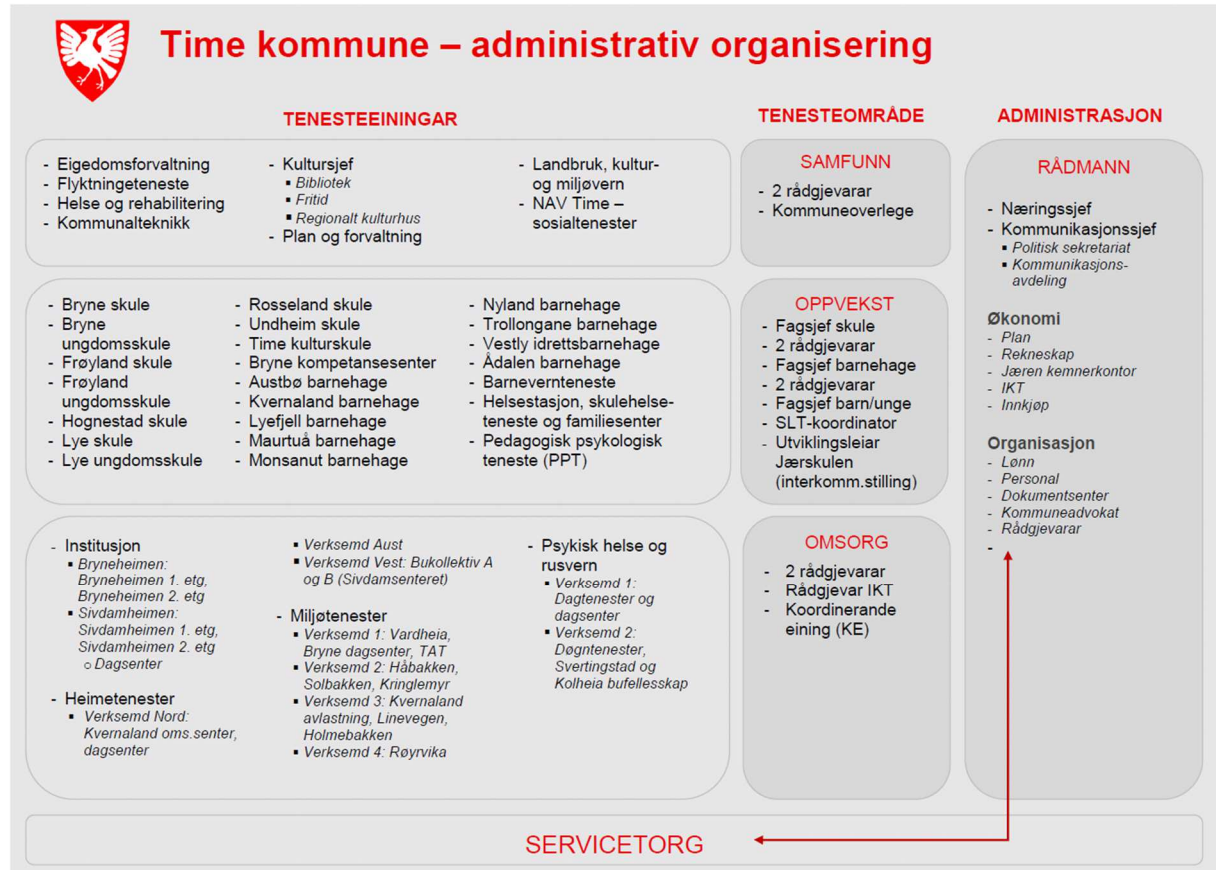 Time kommune – administrativ organisering
TENESTEEININGAR
- Eigedomsforvaltning
- Flyktningeteneste
- Helse og rehabilitering
- Kommunalteknikk
- Kultursjef
▪ Bibliotek
▪ Fritid
▪ Regionalt kulturhus
- Plan og forvaltning
- Landbruk, kultur-
og miljøvern
- NAV Time –
sosialtenester
- Bryne skule
- Bryne
ungdomsskule
- Frøyland skule
- Frøyland
ungdomsskule
- Hognestad skule
- Lye skule
- Lye ungdomsskule
- Rosseland skule
- Undheim skule
- Time kulturskule
- Bryne kompetansesenter
- Austbø barnehage
- Kvernaland barnehage
- Lyefjell barnehage
- Maurtuå barnehage
- Monsanut barnehage
- Nyland barnehage
- Trollongane barnehage
- Vestly idrettsbarnehage
- Ådalen barnehage
- Barnevernteneste
- Helsestasjon, skulehelse-
teneste og familiesenter
- Pedagogisk psykologisk
teneste (PPT)
- Institusjon
▪ Bryneheimen:
Bryneheimen 1. etg,
Bryneheimen 2. etg
▪ Sivdamheimen:
Sivdamheimen 1. etg,
Sivdamheimen 2. etg
○ Dagsenter
- Heimetenester
▪ Verksemd Nord:
Kvernaland oms.senter,
dagsenter
▪ Verksemd Aust
▪ Verksemd Vest: Bukollektiv A
og B (Sivdamsenteret)
- Miljøtenester
▪ Verksemd 1: Vardheia,
Bryne dagsenter, TAT
▪ Verksemd 2: Håbakken,
Solbakken, Kringlemyr
▪ Verksemd 3: Kvernaland
avlastning, Linevegen,
Holmebakken
▪ Verksemd 4: Røyrvika
- Psykisk helse og
rusvern
▪ Verksemd 1:
Dagtenester og
dagsenter
▪ Verksemd 2:
Døgntenester,
Svertingstad og
Kolheia bufellesskap
TENESTEOMRÅDE
SAMFUNN
- 2 rådgjevarar
- Kommuneoverlege
OPPVEKST
- Fagsjef skule
- 2 rådgjevarar
- Fagsjef barnehage
- 2 rådgjevarar
- Fagsjef barn/unge
- SLT-koordinator
- Utviklingsleiar
Jærskulen
(interkomm.stilling)
OMSORG
- 2 rådgjevarar
- Rådgjevar IKT
- Koordinerande
eining (KE)
ADMINISTRASJON
RÅDMANN
- Næringssjef
- Kommunikasjonssjef
▪ Politisk sekretariat
▪ Kommunikasjons-
avdeling
Økonomi
- Plan
- Rekneskap
- Jæren kemnerkontor
- IKT
- Innkjøp
Organisasjon
- Lønn
- Personal
- Dokumentsenter
- Kommuneadvokat
- Rådgjevarar
-
SERVICETORG